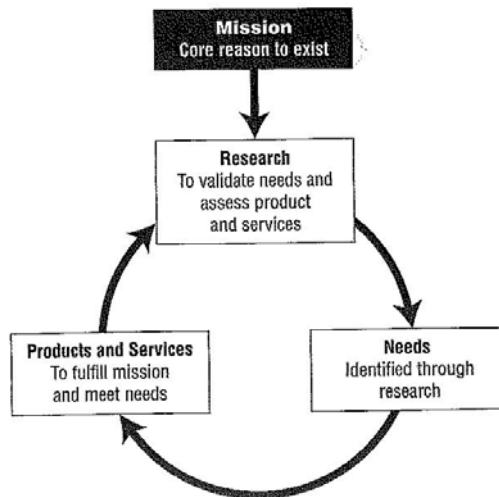 Mission
Core reason to exist
Research
To validate needs and
assess product
and services
Products and Services
To fulfill mission
and meet needs
Needs
Identified through
research